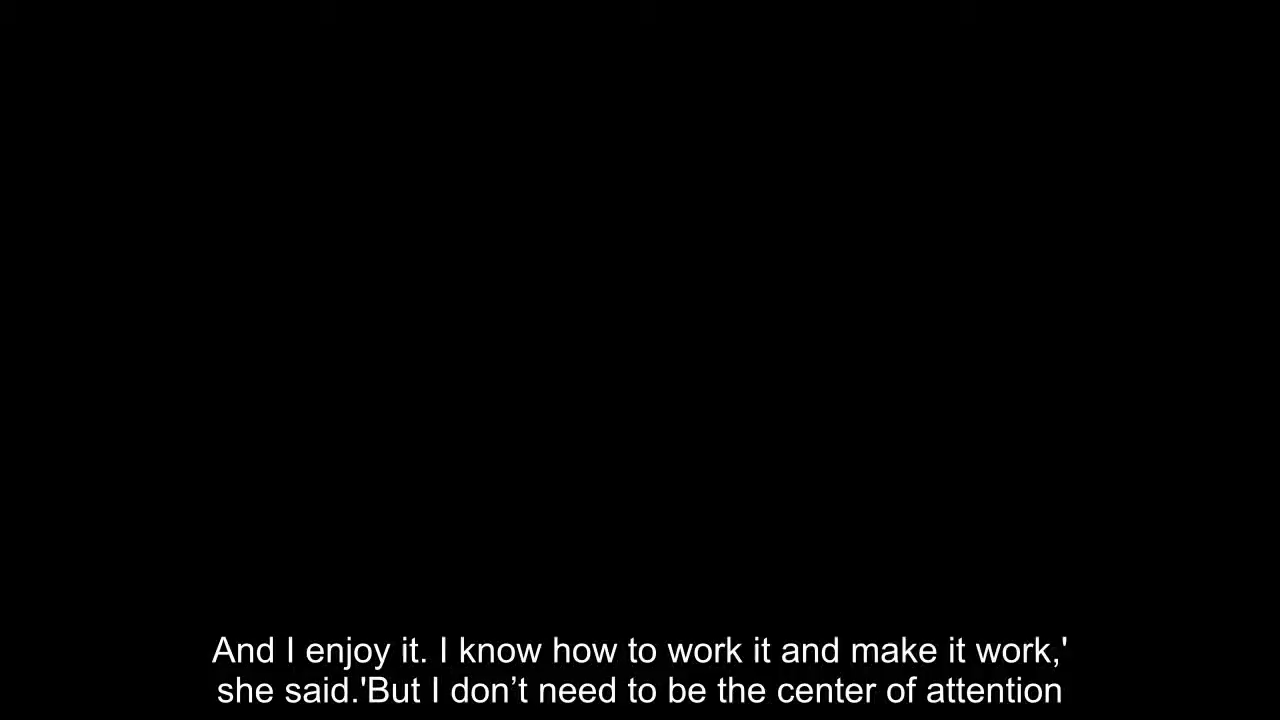 And I enjoy it. I know how to work it and make it work,'
she said.'But I don’t need to be the center of attention